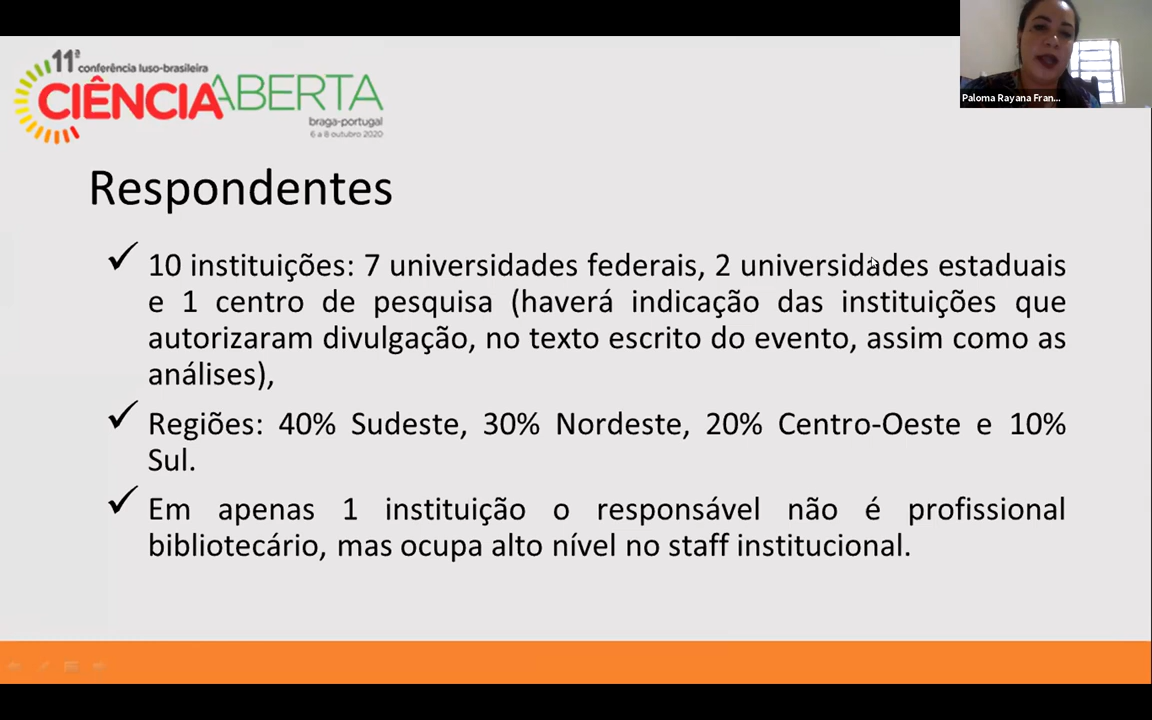 11ª
conferência luso-brasileira
CIÊNCIA ABERTA
braga-portugal
6 a 8 outubro 2020
Paloma Rayana Fran...
Respondentes
10 instituições: 7 universidades federais, 2 universidades estaduais
e 1 centro de pesquisa (haverá indicação das instituições que
autorizaram divulgação, no texto escrito do evento, assim como as
análises),
Regiões: 40% Sudeste, 30% Nordeste, 20% Centro-Oeste e 10%
Sul.
Em apenas 1 instituição o responsável não é profissional
bibliotecário, mas ocupa alto nível no staff institucional.